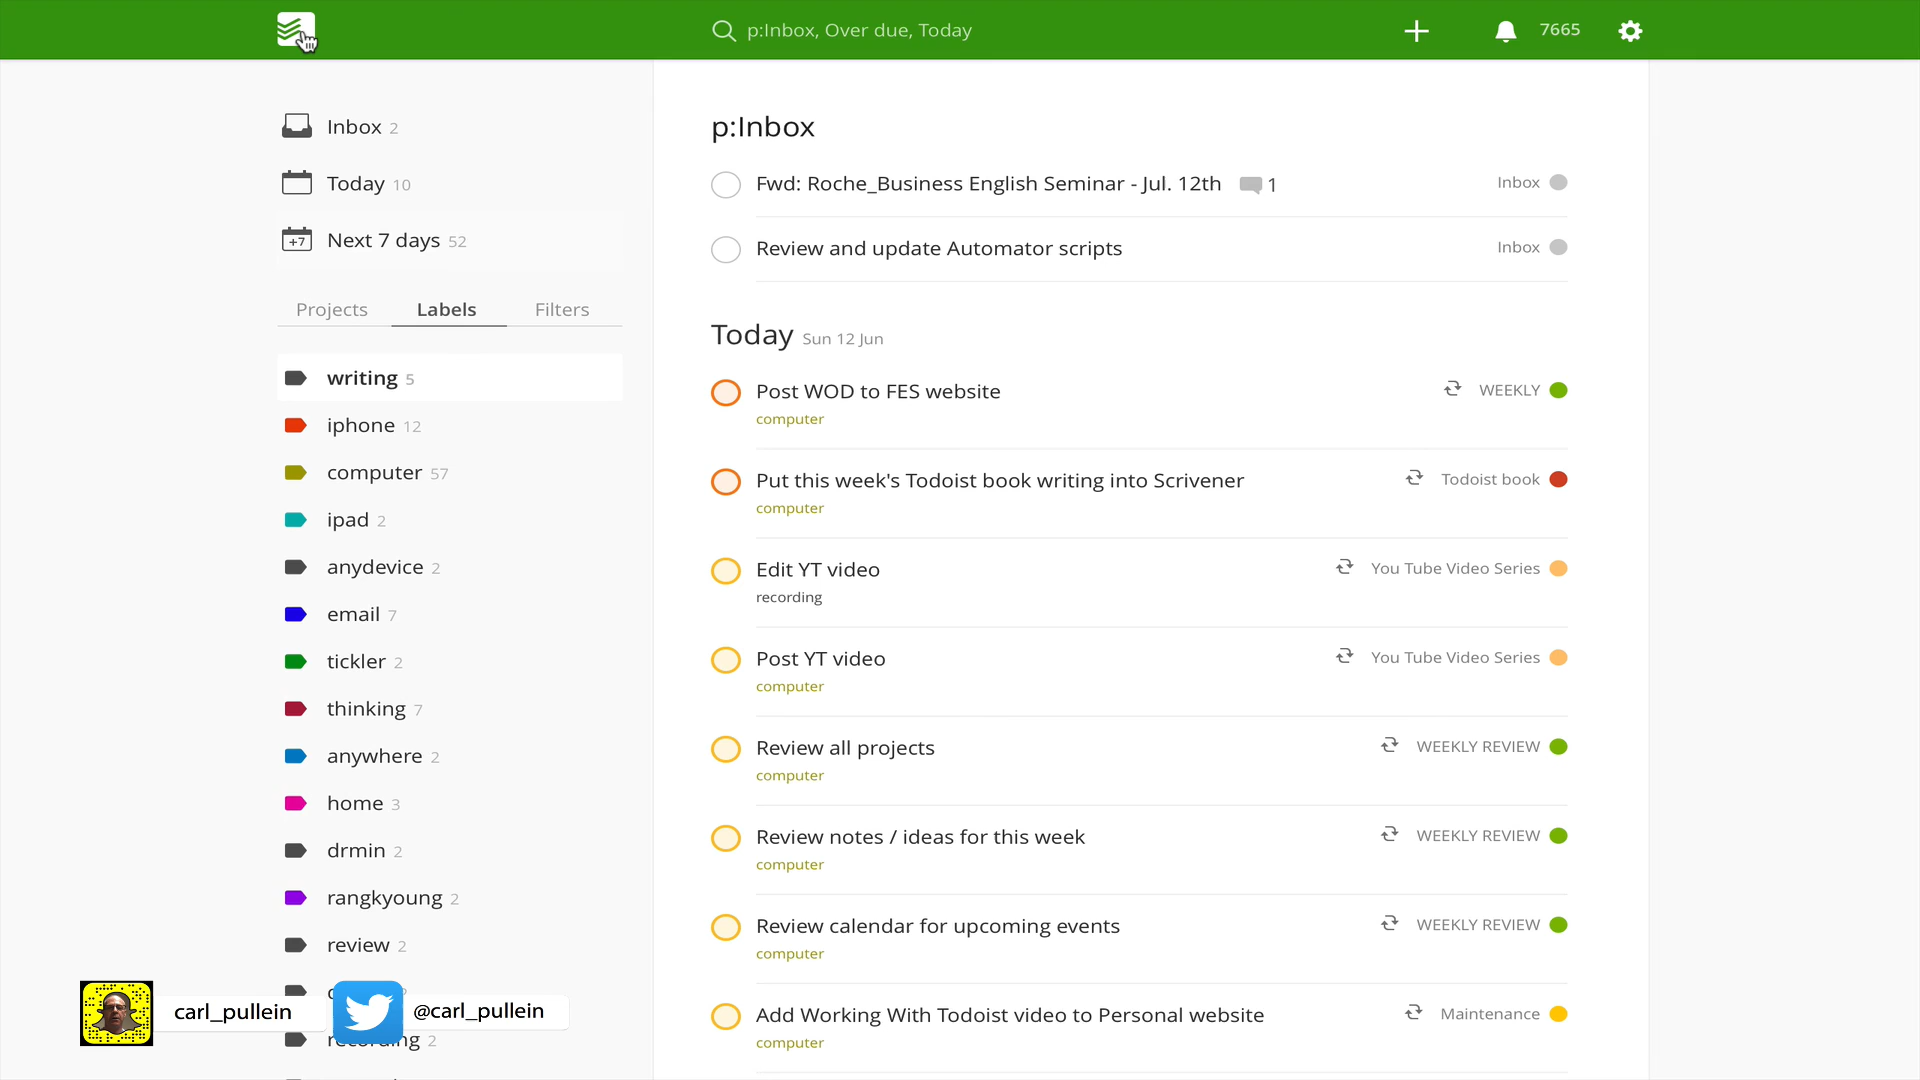 p:Inbox, Over due, Today
7665
Inbox 2
Today 10
+7
Next 7 days 52
Projects
Labels
Filters
writing 5
iphone 12
computer 57
ipad 2
anydevice 2
email 7
tickler 2
thinking 7
anywhere 2
home 3
drmin 2
rangkyoung 2
review 2
recording 2
carl_pullein
@carl_pullein
p:Inbox
Fwd: Roche_Business English Seminar - Jul. 12th 1
Inbox
Review and update Automator scripts
Inbox
Today Sun 12 Jun
Post WOD to FES website
WEEKLY
computer
Put this week's Todoist book writing into Scrivener
Todoist book
computer
Edit YT video
You Tube Video Series
recording
Post YT video
You Tube Video Series
computer
Review all projects
WEEKLY REVIEW
computer
Review notes / ideas for this week
WEEKLY REVIEW
computer
Review calendar for upcoming events
WEEKLY REVIEW
computer
Add Working With Todoist video to Personal website
Maintenance
computer